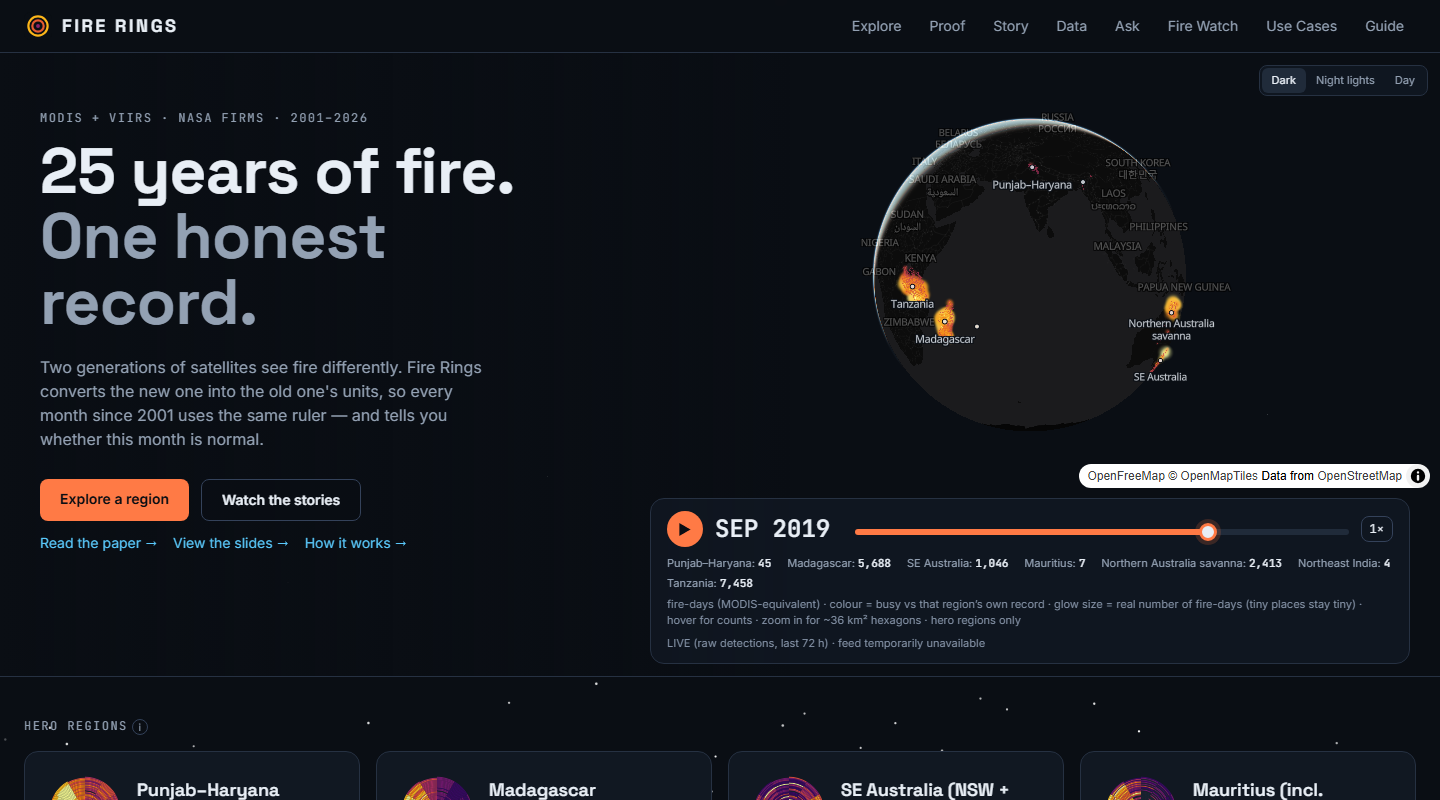 FIRE RINGS
Explore
Proof
Story
Data
Ask
Fire Watch
Use Cases
Guide
Dark
Night lights
Day
MODIS + VIIRS · NASA FIRMS · 2001–2026
25 years of fire.
One honest
record.
Two generations of satellites see fire differently. Fire Rings
converts the new one into the old one's units, so every
month since 2001 uses the same ruler — and tells you
whether this month is normal.
Explore a region
Watch the stories
Read the paper →
View the slides →
How it works →
RUSSIA
РОССИЯ
BELARUS
БЕЛАРУСЬ
ITALY
SOUTH KOREA
대한민국
SAUDI ARABIA
السعودية
Punjab–Haryana
LAOS
ປະເທດລາວ
SUDAN
السودان
PHILIPPINES
NIGERIA
MALAYSIA
KENYA
GABON
PAPUA NEW GUINEA
Tanzania
ZIMBABWE
Madagascar
Northern Australia
savanna
SE Australia
OpenFreeMap © OpenMapTiles Data from OpenStreetMap
SEP 2019
1×
Punjab–Haryana: 45 Madagascar: 5,688 SE Australia: 1,046 Mauritius: 7 Northern Australia savanna: 2,413 Northeast India: 4
Tanzania: 7,458
fire-days (MODIS-equivalent) · colour = busy vs that region's own record · glow size = real number of fire-days (tiny places stay tiny) ·
hover for counts · zoom in for ~36 km² hexagons · hero regions only
LIVE (raw detections, last 72 h) · feed temporarily unavailable
HERO REGIONS
Punjab–Haryana
Madagascar
SE Australia (NSW +
Mauritius (incl.